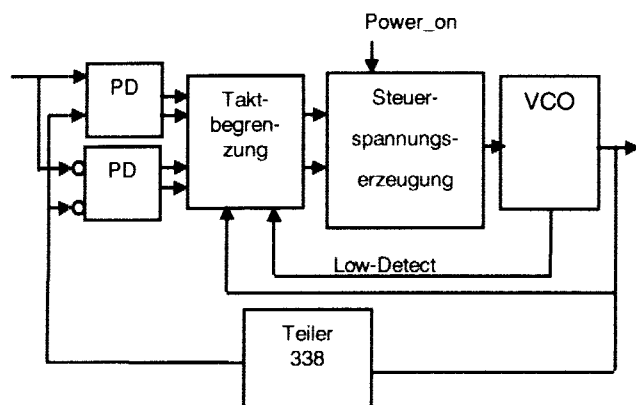 Power_on
PD
Takt-
begren-
zung
Steuer-
spannungs-
erzeugung
VCO
PD
Low-Detect
Teiler
338